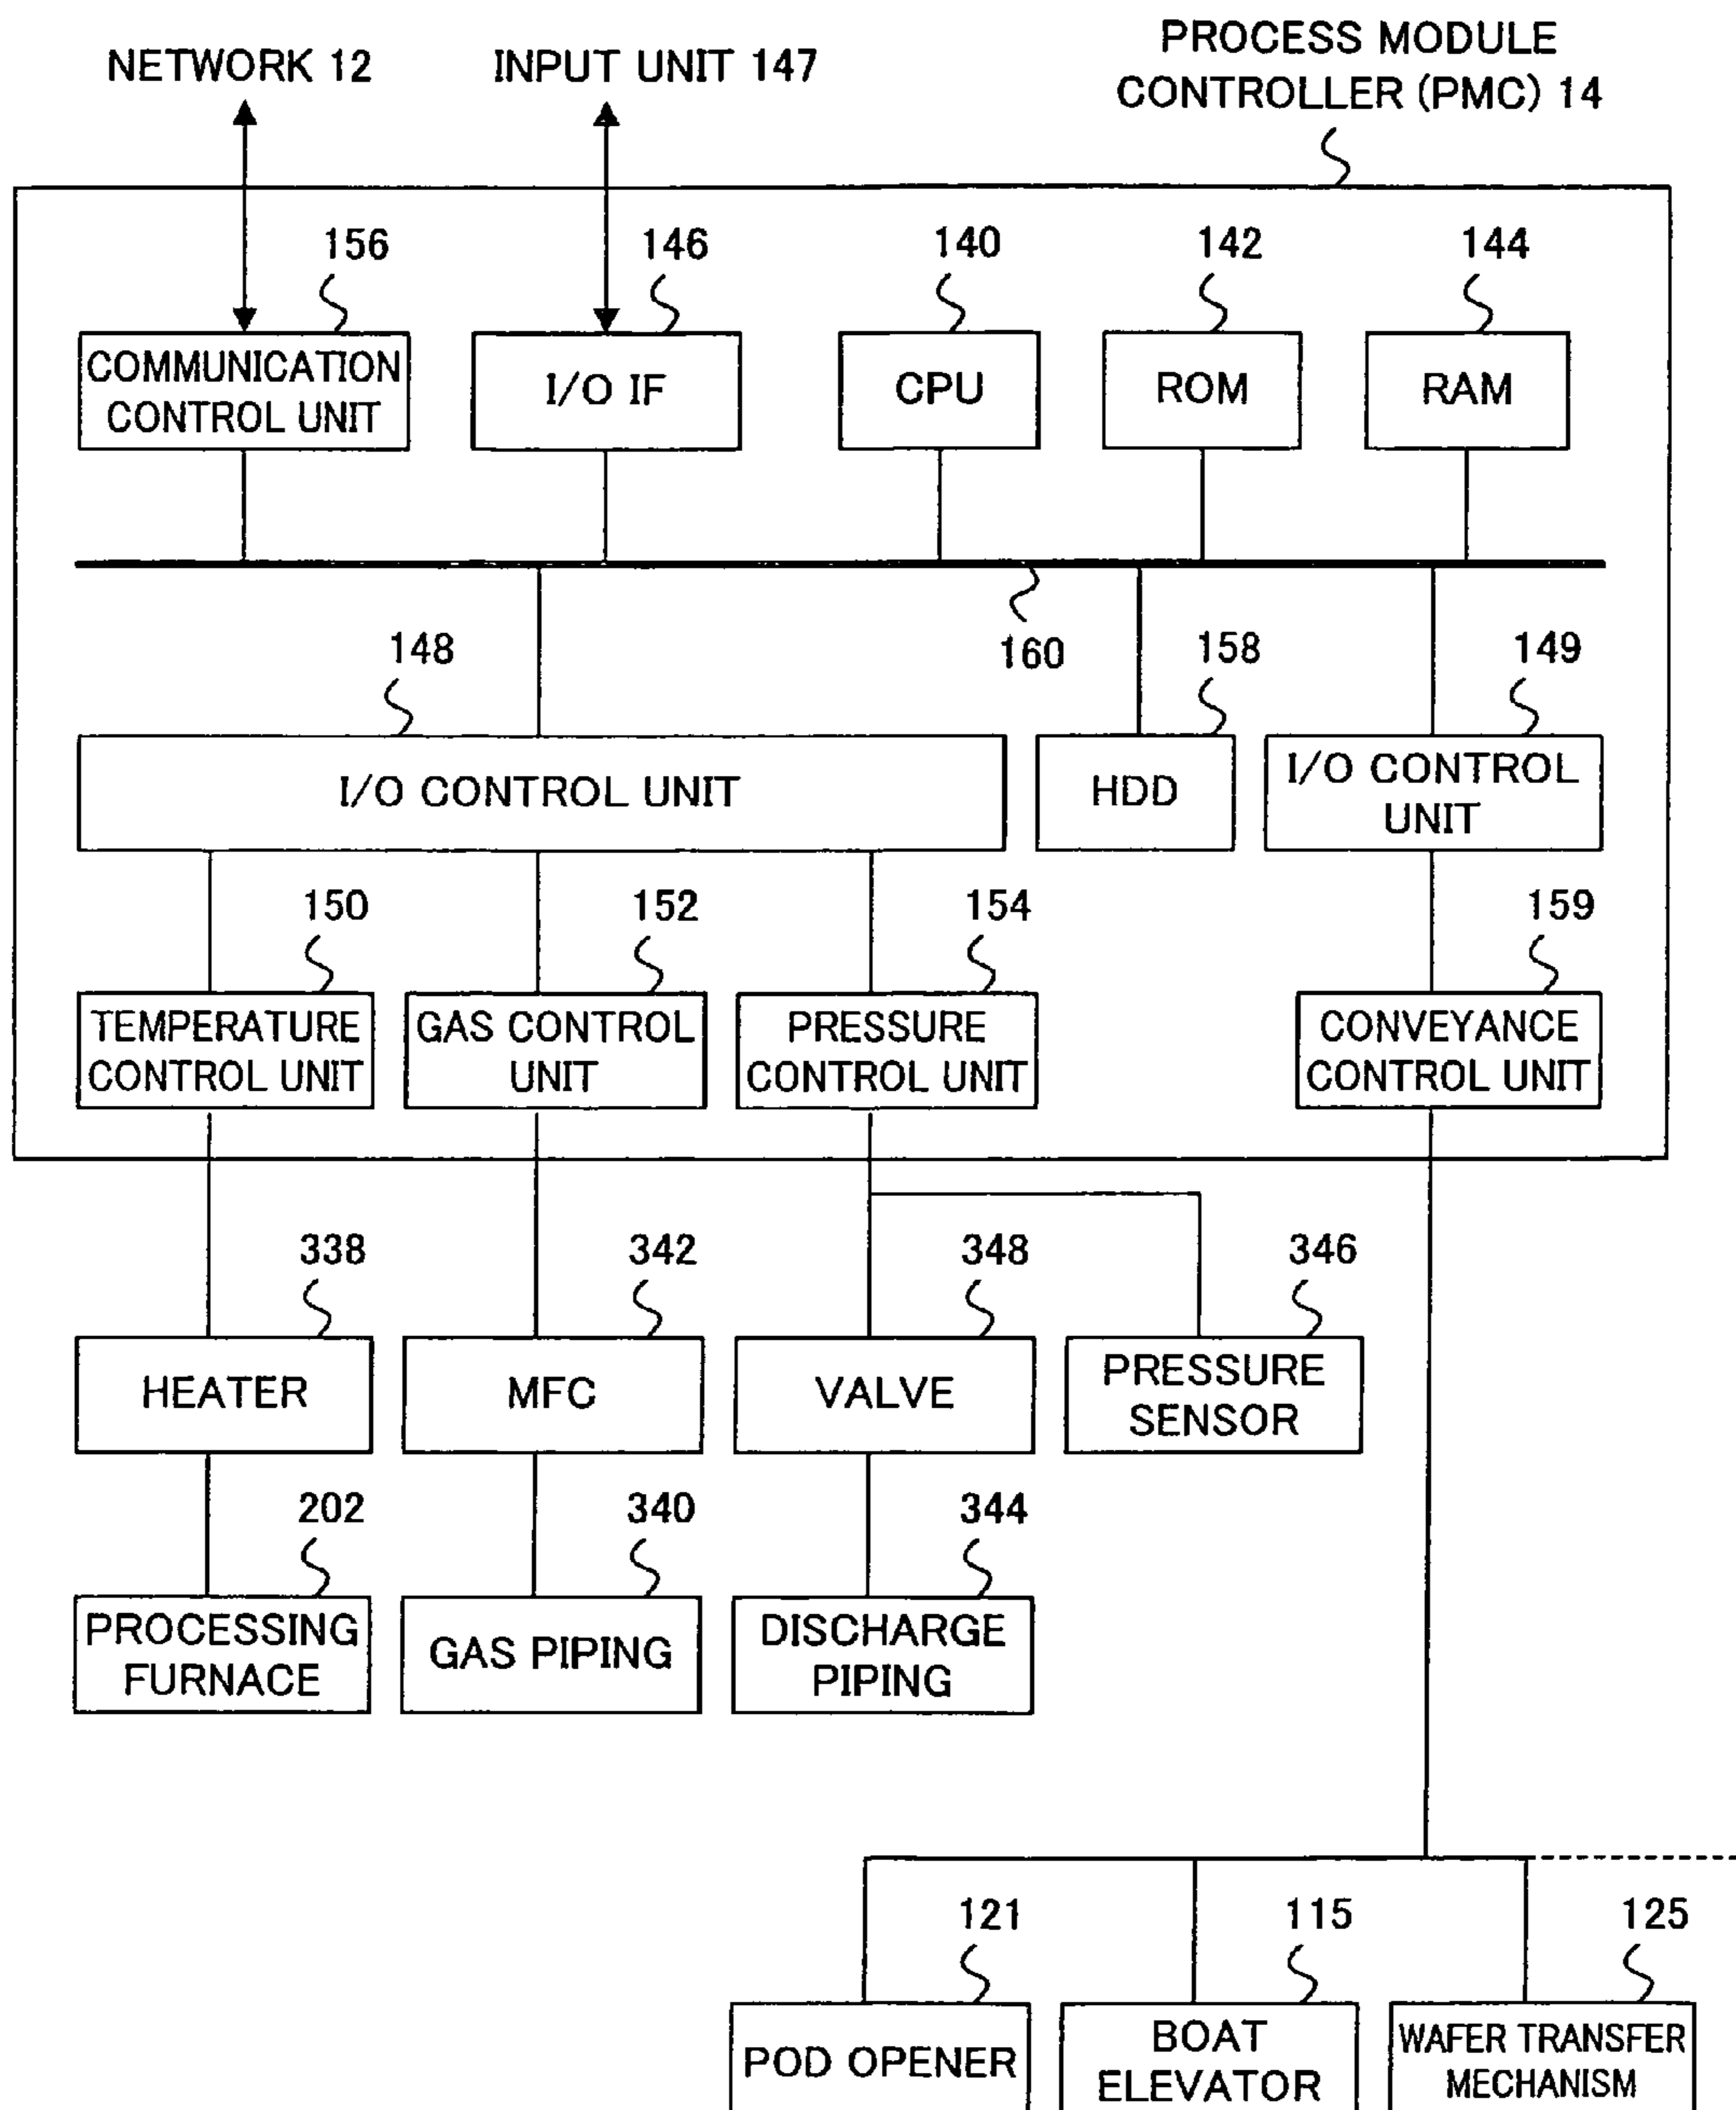 PROCESS MODULE
CONTROLLER (PMC) 14
NETWORK 12
INPUT UNIT 147
156
146
140
142
144
COMMUNICATION
CONTROL UNIT
I/O IF
CPU
ROM
RAM
148
160
158
149
I/O CONTROL UNIT
HDD
I/O CONTROL
UNIT
150
152
154
159
TEMPERATURE
CONTROL UNIT
GAS CONTROL
UNIT
PRESSURE
CONTROL UNIT
CONVEYANCE
CONTROL UNIT
338
342
348
346
HEATER
MFC
VALVE
PRESSURE
SENSOR
202
340
344
PROCESSING
FURNACE
GAS PIPING
DISCHARGE
PIPING
121
115
125
POD OPENER
BOAT
ELEVATOR
WAFER TRANSFER
MECHANISM